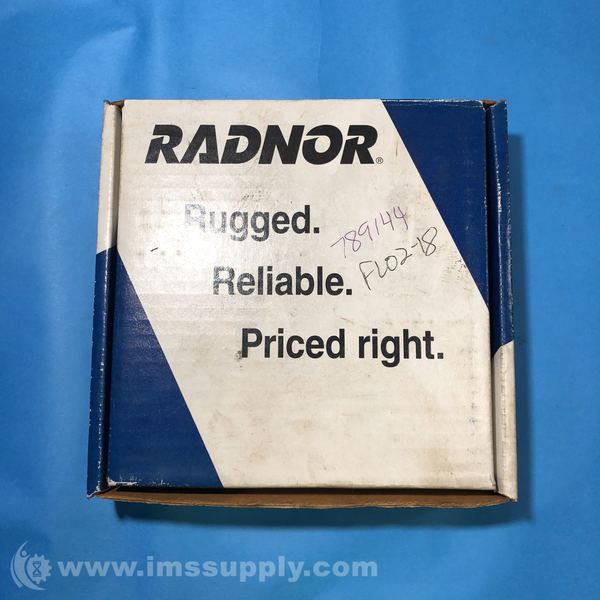 RADNOR®
Rugged.
789144
Reliable.
FL02-18
Priced right.
www.imssupply.com